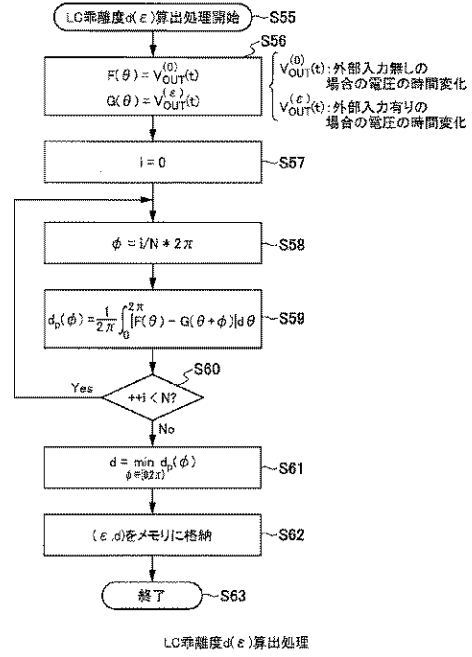 LC乖離度d(ε)算出処理開始
S55
S56
F(θ) = V_OUT^(0)(t)
G(θ) = V_OUT^(ε)(t)
V_OUT^(0)(t):外部入力無しの
場合の電圧の時間変化
V_OUT^(ε)(t):外部入力有りの
場合の電圧の時間変化
i = 0
S57
φ = i/N * 2π
S58
d_p(φ) = 1/2π ∫_0^2π |F(θ) − G(θ+φ)|dθ
S59
S60
Yes
++i < N?
No
d = min d_p(φ)
φ∈[0,2π)
S61
(ε,d)をメモリに格納
S62
終了
S63
LC乖離度d(ε)算出処理